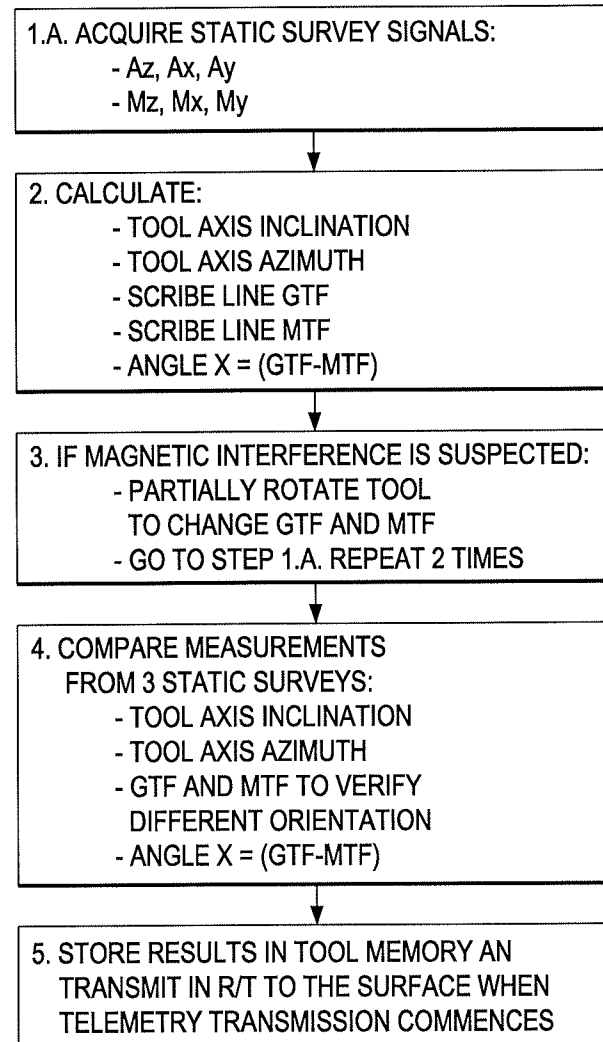 1.A. ACQUIRE STATIC SURVEY SIGNALS:
- Az, Ax, Ay
- Mz, Mx, My
2. CALCULATE:
- TOOL AXIS INCLINATION
- TOOL AXIS AZIMUTH
- SCRIBE LINE GTF
- SCRIBE LINE MTF
- ANGLE X = (GTF-MTF)
3. IF MAGNETIC INTERFERENCE IS SUSPECTED:
- PARTIALLY ROTATE TOOL
TO CHANGE GTF AND MTF
- GO TO STEP 1.A. REPEAT 2 TIMES
4. COMPARE MEASUREMENTS
FROM 3 STATIC SURVEYS:
- TOOL AXIS INCLINATION
- TOOL AXIS AZIMUTH
- GTF AND MTF TO VERIFY
DIFFERENT ORIENTATION
- ANGLE X = (GTF-MTF)
5. STORE RESULTS IN TOOL MEMORY AN
TRANSMIT IN R/T TO THE SURFACE WHEN
TELEMETRY TRANSMISSION COMMENCES